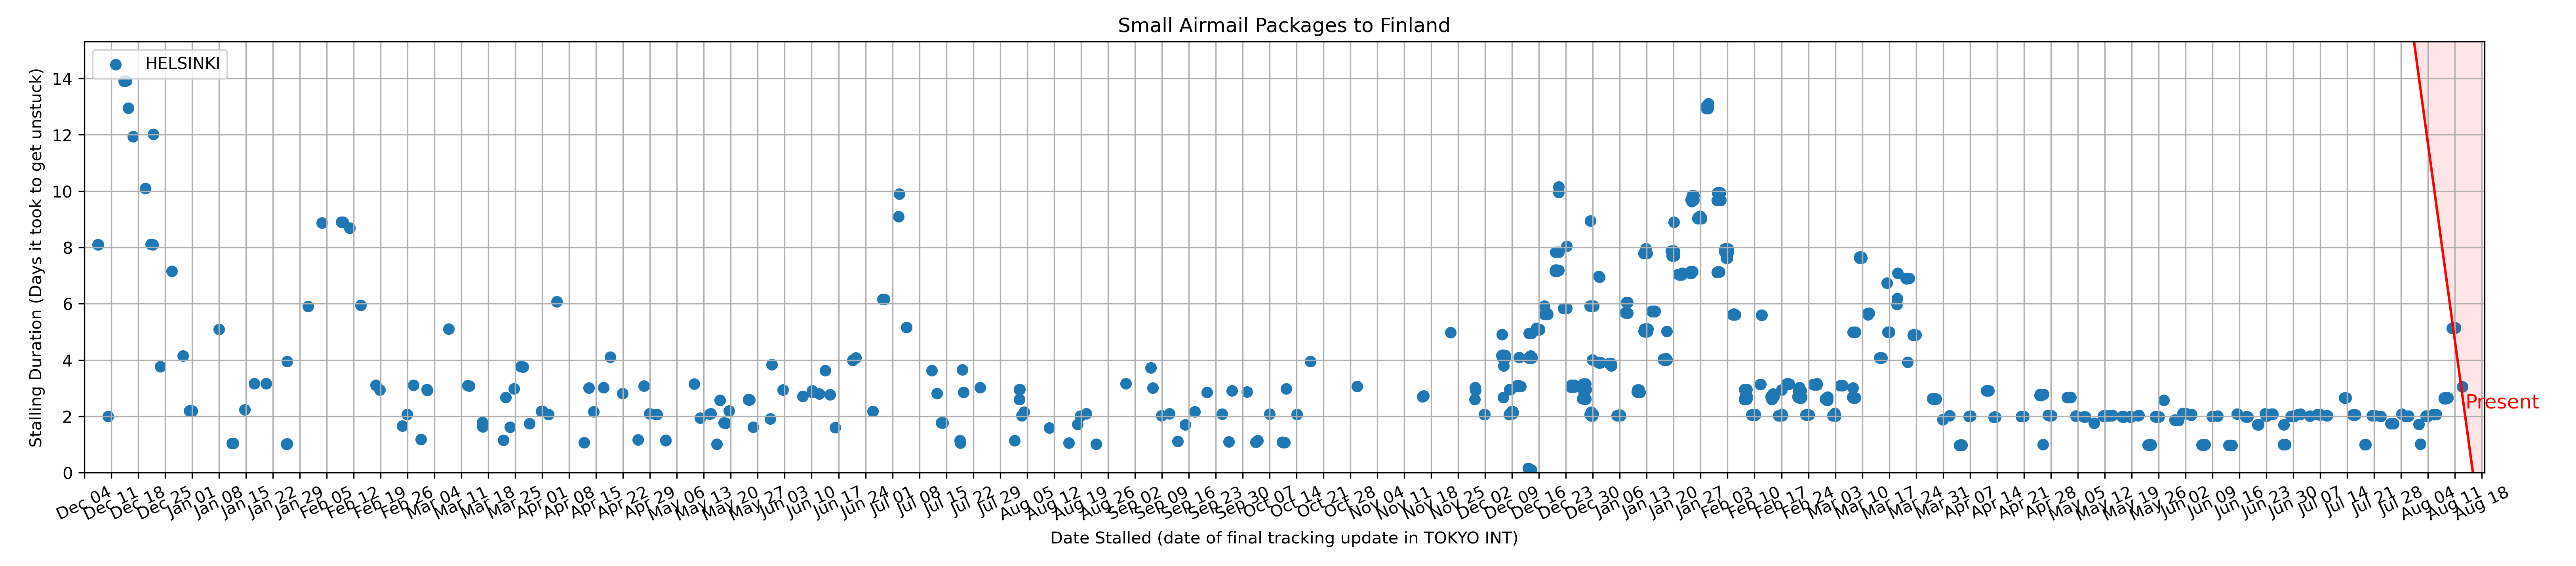 Small Airmail Packages to Finland
HELSINKI
Stalling Duration (Days it took to get unstuck)
14
12
10
8
6
4
2
0
Present
Dec 04
Dec 11
Dec 18
Dec 25
Jan 01
Jan 08
Jan 15
Jan 22
Jan 29
Feb 05
Feb 12
Feb 19
Feb 26
Mar 04
Mar 11
Mar 18
Mar 25
Apr 01
Apr 08
Apr 15
Apr 22
Apr 29
May 06
May 13
May 20
May 27
Jun 03
Jun 10
Jun 17
Jun 24
Jul 01
Jul 08
Jul 15
Jul 22
Jul 29
Aug 05
Aug 12
Aug 19
Aug 26
Sep 02
Sep 09
Sep 16
Sep 23
Sep 30
Oct 07
Oct 14
Oct 21
Oct 28
Nov 04
Nov 11
Nov 18
Nov 25
Dec 02
Dec 09
Dec 16
Dec 23
Dec 30
Jan 06
Jan 13
Jan 20
Jan 27
Feb 03
Feb 10
Feb 17
Feb 24
Mar 03
Mar 10
Mar 17
Mar 24
Mar 31
Apr 07
Apr 14
Apr 21
Apr 28
May 05
May 12
May 19
May 26
Jun 02
Jun 09
Jun 16
Jun 23
Jun 30
Jul 07
Jul 14
Jul 21
Jul 28
Aug 04
Aug 11
Aug 18
Date Stalled (date of final tracking update in TOKYO INT)